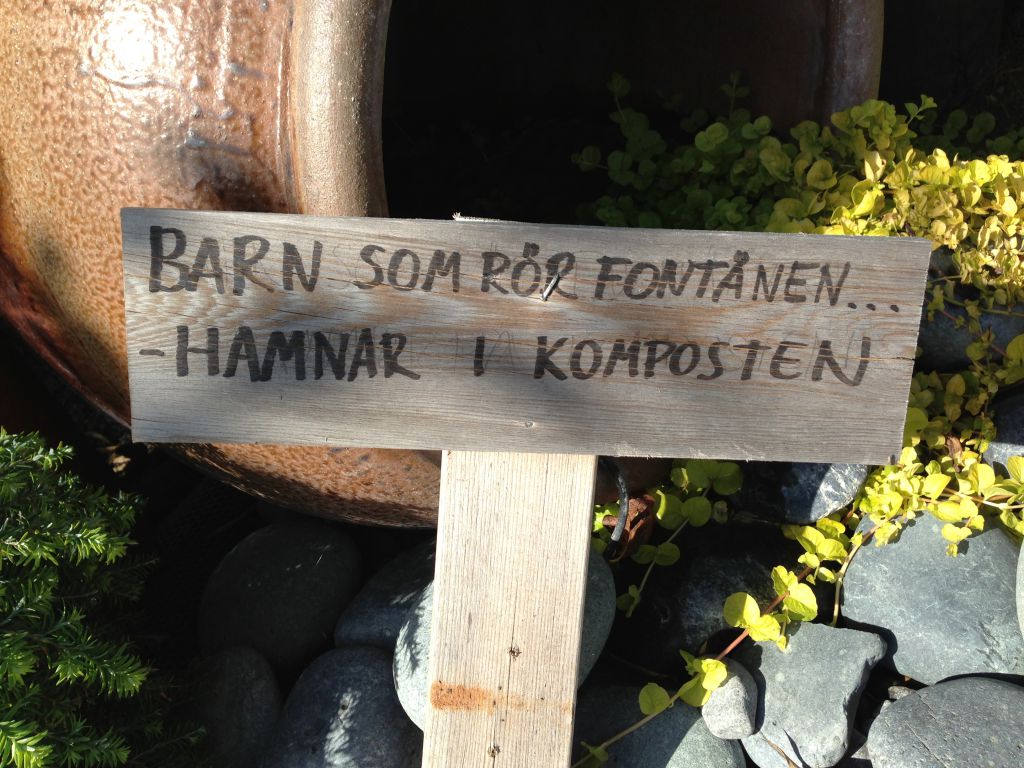 BARN SOM RÖR FONTÄNEN...
-HAMNAR I KOMPOSTEN